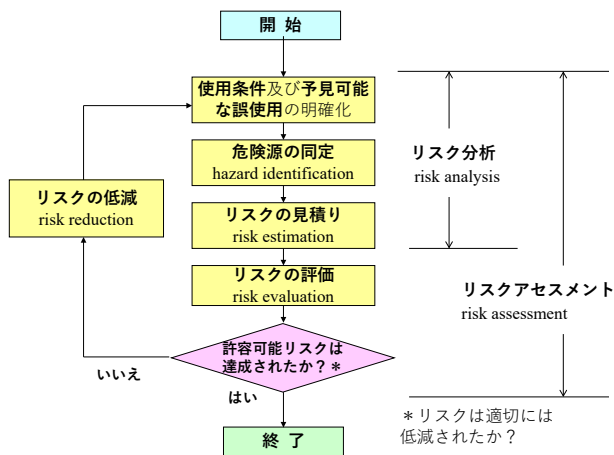 開 始
使用条件及び予見可能
な誤使用の明確化
危険源の同定
hazard identification
リスク分析
risk analysis
リスクの低減
risk reduction
リスクの見積り
risk estimation
リスクの評価
risk evaluation
リスクアセスメント
risk assessment
許容可能リスクは
達成されたか？＊
いいえ
はい
＊リスクは適切には
低減されたか？
終 了